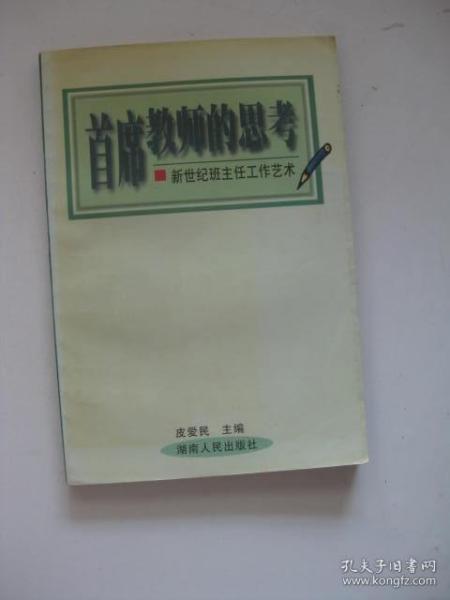 首席教师的思考
新世纪班主任工作艺术
皮爱民 主编
湖南人民出版社
孔夫子旧书网
www.kongfz.com